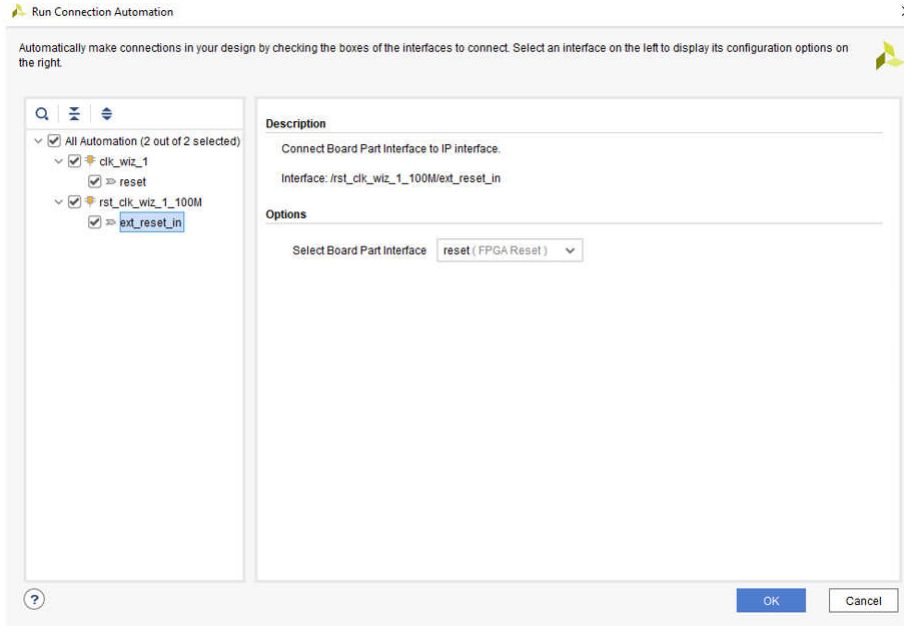 Run Connection Automation
Automatically make connections in your design by checking the boxes of the interfaces to connect. Select an interface on the left to display its configuration options on
the right.
All Automation (2 out of 2 selected)
clk_wiz_1
reset
rst_clk_wiz_1_100M
ext_reset_in
Description
Connect Board Part Interface to IP interface.
Interface: /rst_clk_wiz_1_100M/ext_reset_in
Options
Select Board Part Interface reset ( FPGA Reset )
?
OK Cancel